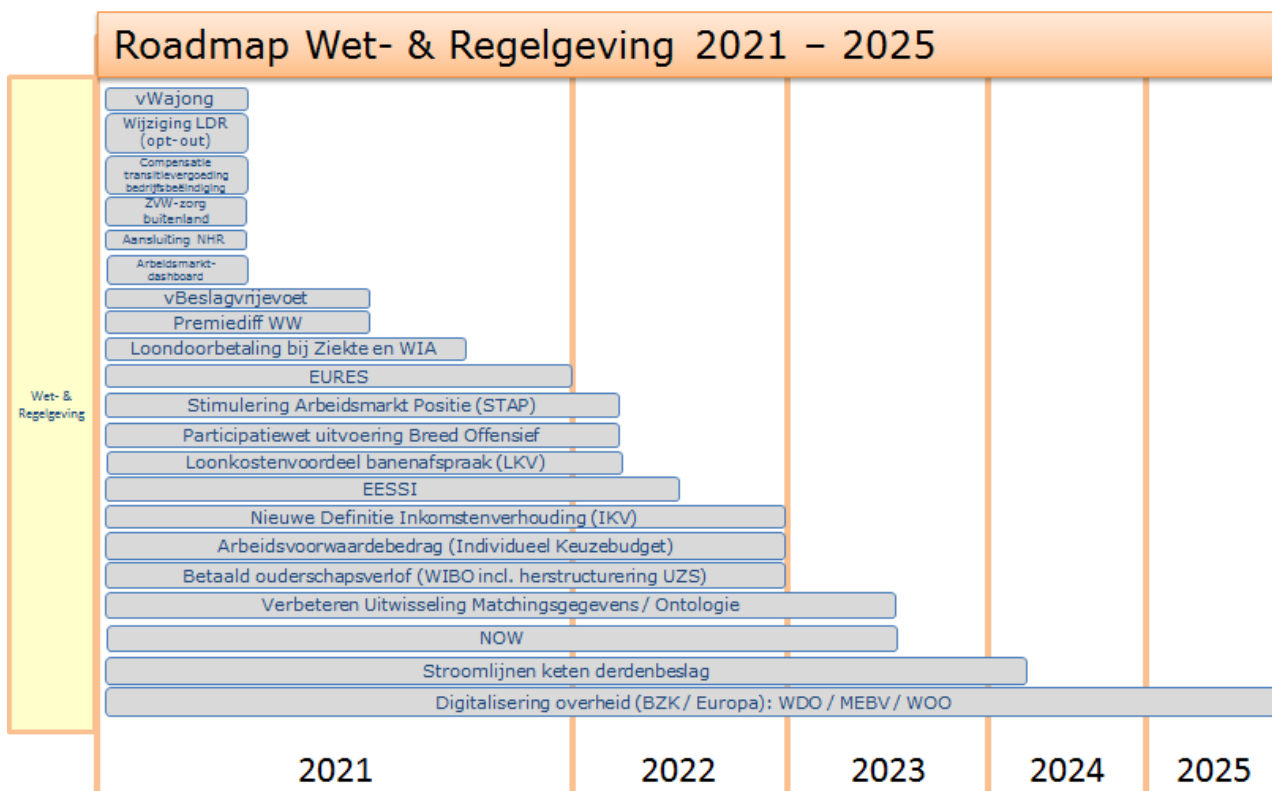 Roadmap Wet- & Regelgeving 2021 – 2025
Wet- &
Regelgeving
vWajong
Wijziging LDR
(opt-out)
Compensatie
transitievergoeding
bedrijfsbeëindiging
ZVW-zorg
buitenland
Aansluiting NHR
Arbeidsmarkt-
dashboard
vBeslagvrijevoet
Premiediff WW
Loondoorbetaling bij Ziekte en WIA
EURES
Stimulering Arbeidsmarkt Positie (STAP)
Participatiewet uitvoering Breed Offensief
Loonkostenvoordeel banenafspraak (LKV)
EESSI
Nieuwe Definitie Inkomstenverhouding (IKV)
Arbeidsvoorwaardebedrag (Individueel Keuzebudget)
Betaald ouderschapsverlof (WIBO incl. herstructurering UZS)
Verbeteren Uitwisseling Matchingsgegevens / Ontologie
NOW
Stroomlijnen keten derdenbeslag
Digitalisering overheid (BZK / Europa): WDO / MEBV / WOO
2021 2022 2023 2024 2025